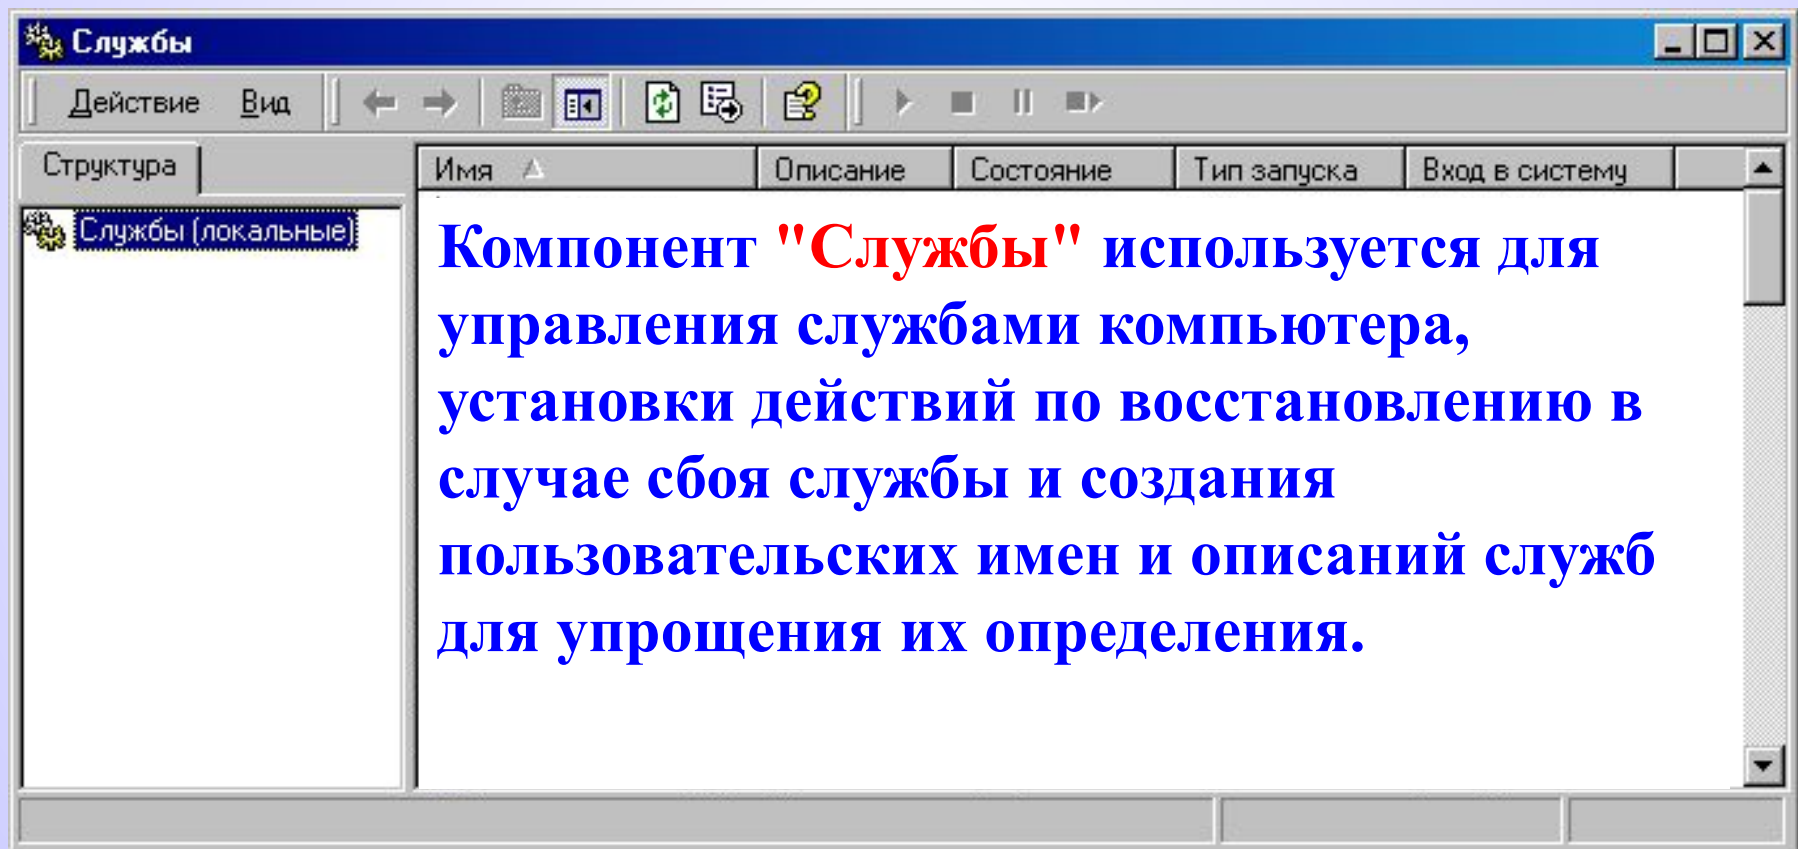 Службы
Действие Вид
Структура
Имя Описание Состояние Тип запуска Вход в систему
Службы (локальные)
Компонент "Службы" используется для
управления службами компьютера,
установки действий по восстановлению в
случае сбоя службы и создания
пользовательских имен и описаний служб
для упрощения их определения.